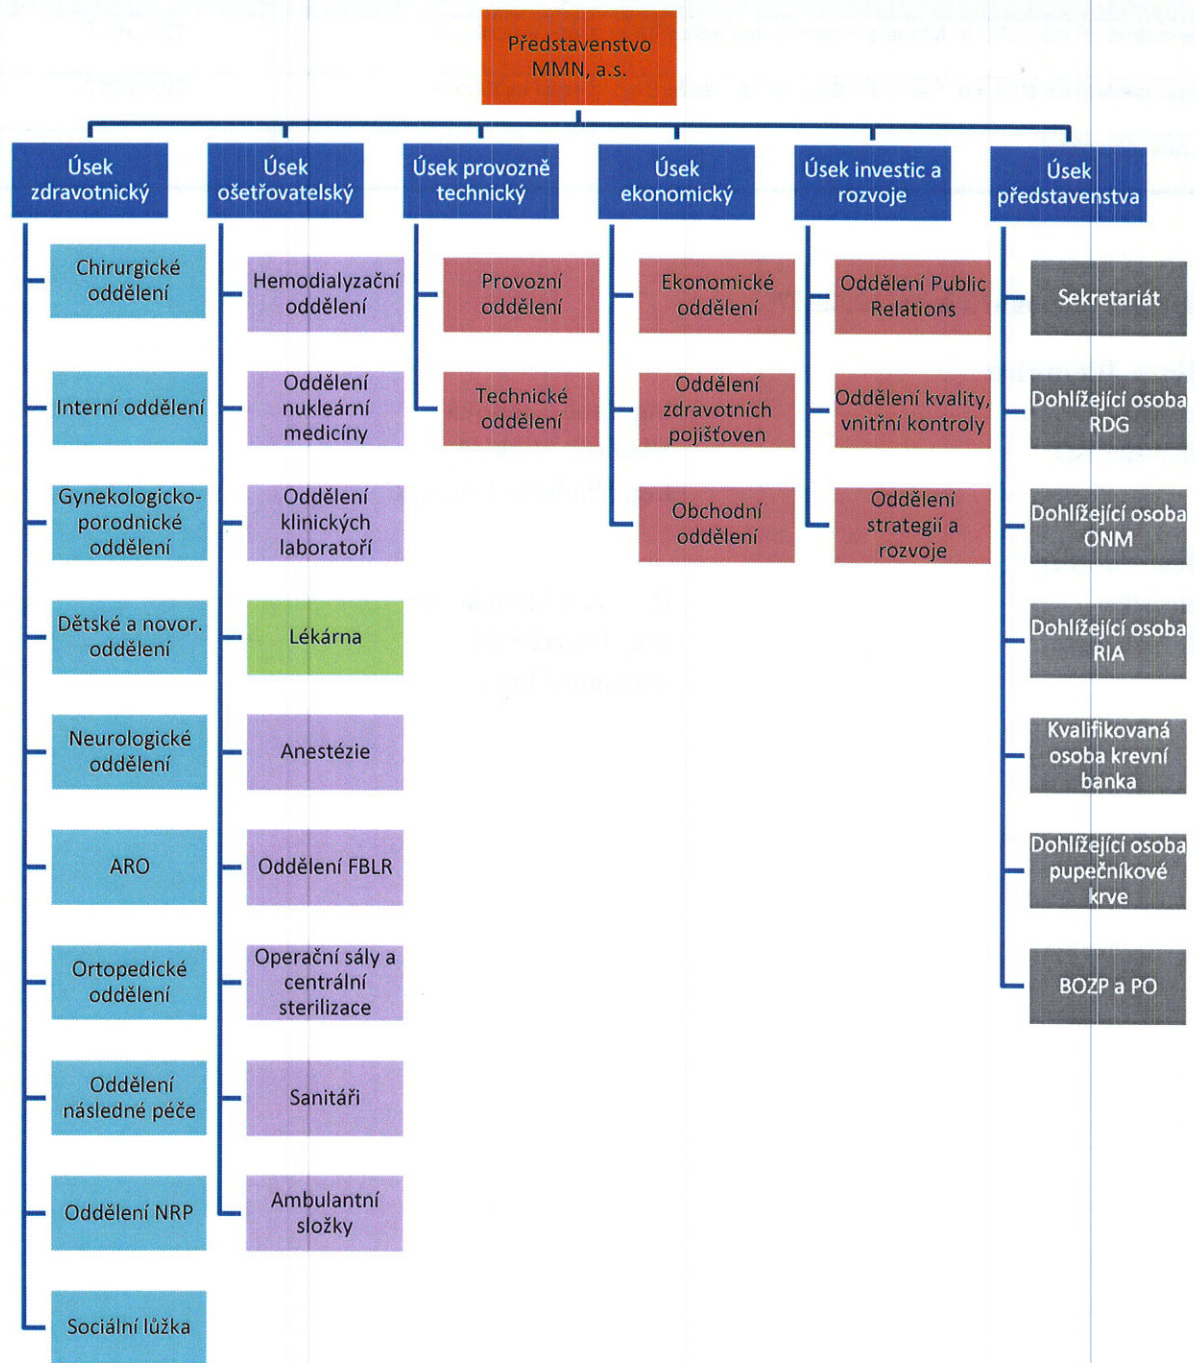 Představenstvo
MMN, a.s.
Úsek
zdravotnický
Úsek
ošetřovatelský
Úsek provozně
technický
Úsek
ekonomický
Úsek investic a
rozvoje
Úsek
představenstva
Chirurgické
oddělení
Interní oddělení
Gynekologicko-
porodnické
oddělení
Dětské a novor.
oddělení
Neurologické
oddělení
ARO
Ortopedické
oddělení
Oddělení
následné péče
Oddělení NRP
Sociální lůžka
Hemodialyzační
oddělení
Oddělení
nukleární
medicíny
Oddělení
klinických
laboratoří
Lékárna
Anestézie
Oddělení FBLR
Operační sály a
centrální
sterilizace
Sanitáři
Ambulantní
složky
Provozní
oddělení
Technické
oddělení
Ekonomické
oddělení
Oddělení
zdravotních
pojišťoven
Obchodní
oddělení
Oddělení Public
Relations
Oddělení kvality,
vnitřní kontroly
Oddělení
strategií a
rozvoje
Sekretariát
Dohlížející osoba
RDG
Dohlížející osoba
ONM
Dohlížející osoba
RIA
Kvalifikovaná
osoba krevní
banka
Dohlížející osoba
pupečníkové
krve
BOZP a PO